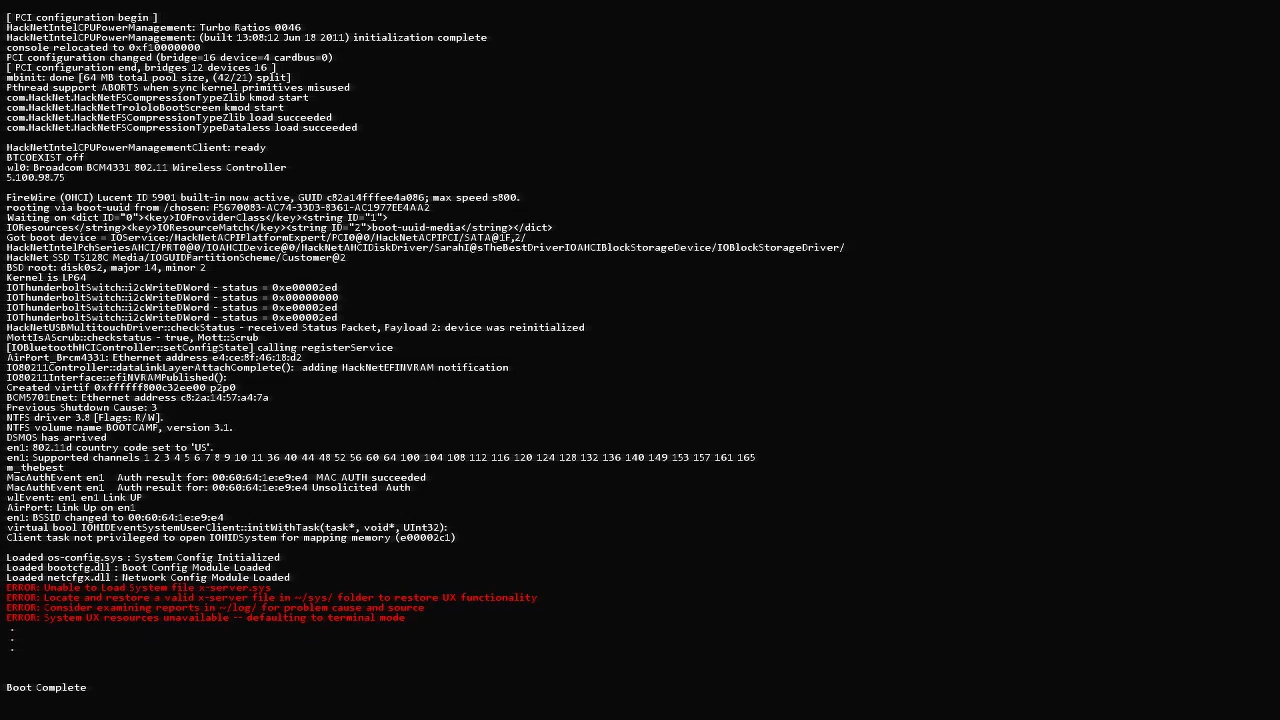 [ PCI configuration begin ]
HackNetIntelCPUPowerManagement: Turbo Ratios 0046
HackNetIntelCPUPowerManagement: (built 13:08:12 Jun 18 2011) initialization complete
console relocated to 0xf10000000
PCI configuration changed (bridge=16 device=4 cardbus=0)
[ PCI configuration end, bridges 12 devices 16 ]
mbinit: done [64 MB total pool size, (42/21) split]
Pthread support ABORTS when sync kernel primitives misused
com.HackNet.HackNetFSCompressionTypeZlib kmod start
com.HackNet.HackNetTrololoBootScreen kmod start
com.HackNet.HackNetFSCompressionTypeZlib load succeeded
com.HackNet.HackNetFSCompressionTypeDataless load succeeded
HackNetIntelCPUPowerManagementClient: ready
BTCOEXIST off
wl0: Broadcom BCM4331 802.11 Wireless Controller
5.100.98.75
FireWire (OHCI) Lucent ID 5901 built-in now active, GUID c82a14fffee4a086; max speed s800.
rooting via boot-uuid from /chosen: F5670083-AC74-33D3-8361-AC1977EE4AA2
Waiting on <dict ID="0"><key>IOProviderClass</key><string ID="1">
IOResources</string><key>IOResourceMatch</key><string ID="2">boot-uuid-media</string></dict>
Got boot device = IOService:/HackNetACPIPlatformExpert/PCI0@0/HackNetACPIPCI/SATA@1F,2/
HackNetIntelPchSeriesAHCI/PRT0@0/IOAHCIDevice@0/HackNetAHCIDiskDriver/SarahI@sTheBestDriverIOAHCIBlockStorageDevice/IOBlockStorageDriver/
HackNet SSD TS128C Media/IOGUIDPartitionScheme/Customer@2
BSD root: disk0s2, major 14, minor 2
Kernel is LP64
IOThunderboltSwitch::i2cWriteDWord - status = 0xe00002ed
IOThunderboltSwitch::i2cWriteDWord - status = 0x00000000
IOThunderboltSwitch::i2cWriteDWord - status = 0xe00002ed
IOThunderboltSwitch::i2cWriteDWord - status = 0xe00002ed
HackNetUSBMultitouchDriver::checkStatus - received Status Packet, Payload 2: device was reinitialized
MottIsAScrub::checkstatus - true, Mott::Scrub
[IOBluetoothHCIController::setConfigState] calling registerService
AirPort_Brcm4331: Ethernet address e4:ce:8f:46:18:d2
IO80211Controller::dataLinkLayerAttachComplete():  adding HackNetEFINVRAM notification
IO80211Interface::efiNVRAMPublished():
Created virtif 0xffffff800c32ee00 p2p0
BCM5701Enet: Ethernet address c8:2a:14:57:a4:7a
Previous Shutdown Cause: 3
NTFS driver 3.8 [Flags: R/W].
NTFS volume name BOOTCAMP, version 3.1.
DSMOS has arrived
en1: 802.11d country code set to 'US'.
en1: Supported channels 1 2 3 4 5 6 7 8 9 10 11 36 40 44 48 52 56 60 64 100 104 108 112 116 120 124 128 132 136 140 149 153 157 161 165
m_thebest
MacAuthEvent en1   Auth result for: 00:60:64:1e:e9:e4  MAC AUTH succeeded
MacAuthEvent en1   Auth result for: 00:60:64:1e:e9:e4 Unsolicited  Auth
wlEvent: en1 en1 Link UP
AirPort: Link Up on en1
en1: BSSID changed to 00:60:64:1e:e9:e4
virtual bool IOHIDEventSystemUserClient::initWithTask(task*, void*, UInt32):
Client task not privileged to open IOHIDSystem for mapping memory (e00002c1)
Loaded os-config.sys : System Config Initialized
Loaded bootcfg.dll : Boot Config Module Loaded
Loaded netcfgx.dll : Network Config Module Loaded
ERROR: Unable to Load System file x-server.sys
ERROR: Locate and restore a valid x-server file in ~/sys/ folder to restore UX functionality
ERROR: Consider examining reports in ~/log/ for problem cause and source
ERROR: System UX resources unavailable -- defaulting to terminal mode
.
.
.
Boot Complete